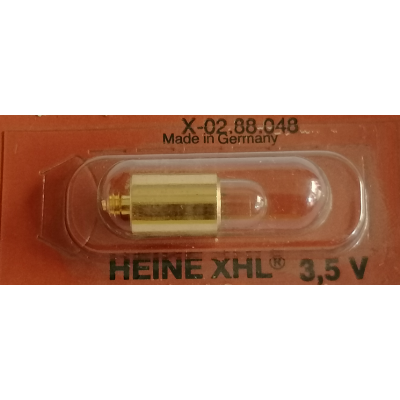 X-02.88.048
Made in Germany
HEINE XHL® 3,5 V